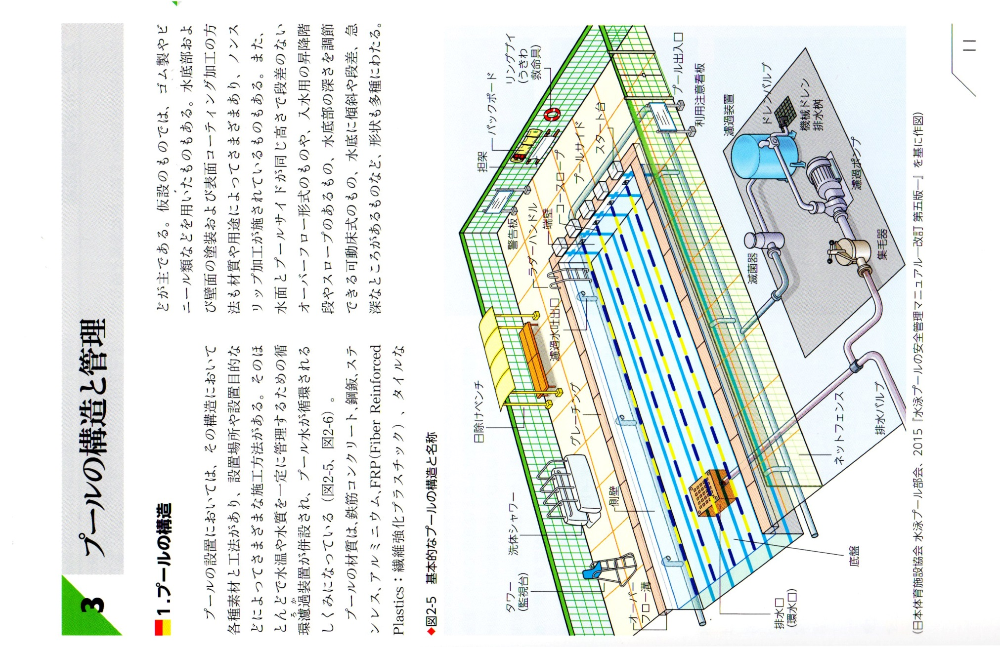 3 プールの構造と管理
1.プールの構造
プールの設置においては、その構造において
各種素材と工法があり、設置場所や設置目的な
どによってさまざまな施工方法がある。そのほ
とんどで水温や水質を一定に管理するための循
環濾過装置が併設され、プール水が循環される
ろ か
しくみになっている（図2-5、図2-6）。
プールの材質は、鉄筋コンクリート、鋼鈑、ステ
ンレス、アルミニウム、FRP(Fiber Reinforced
Plastics：繊維強化プラスチック）、タイルな
どが主である。仮設のものでは、ゴム製やビ
ニール類などを用いたものもある。水底部およ
び壁面の塗装および表面コーティング加工の方
法も材質や用途によってさまざまあり、ノンス
リップ加工が施されているものもある。また、
水面とプールサイドが同じ高さで段差のない
オーバーフロー形式のものや、入水用の昇降階
段やスロープのあるもの、水底部の深さを調節
できる可動床式のもの、水底に傾斜や段差、急
深なところがあるものなど、形状も多種にわたる。
◆図2-5 基本的なプールの構造と名称
タワー
(監視台)
洗体シャワー
日除けベンチ
担架
バックボード
リングブイ
(うきわ
救命具)
警告板
ラダーハンドル
端壁
コースロープ
プールサイド
スタート台
プール出入口
利用注意看板
濾過水吐出口
グレーチング
側壁
オーバー
フロー溝
濾過装置
ドレンバルブ
機械ドレン
排水桝
濾過ポンプ
滅菌器
集毛器
排水バルブ
ネットフェンス
底盤
排水口
(環水口)
(日本体育施設協会 水泳プール部会、2015『水泳プールの安全管理マニュアル―改訂 第五版―』を基に作図)
11